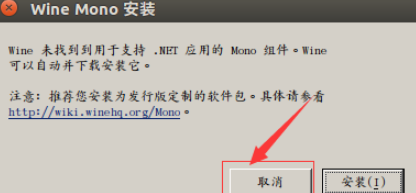 Wine Mono 安装
Wine 未找到到用于支持 .NET 应用的 Mono 组件。Wine
可以自动并下载安装它。
注意: 推荐您安装为发行版定制的软件包。具体请参看
http://wiki.winehq.org/Mono。
取消 安装(I)